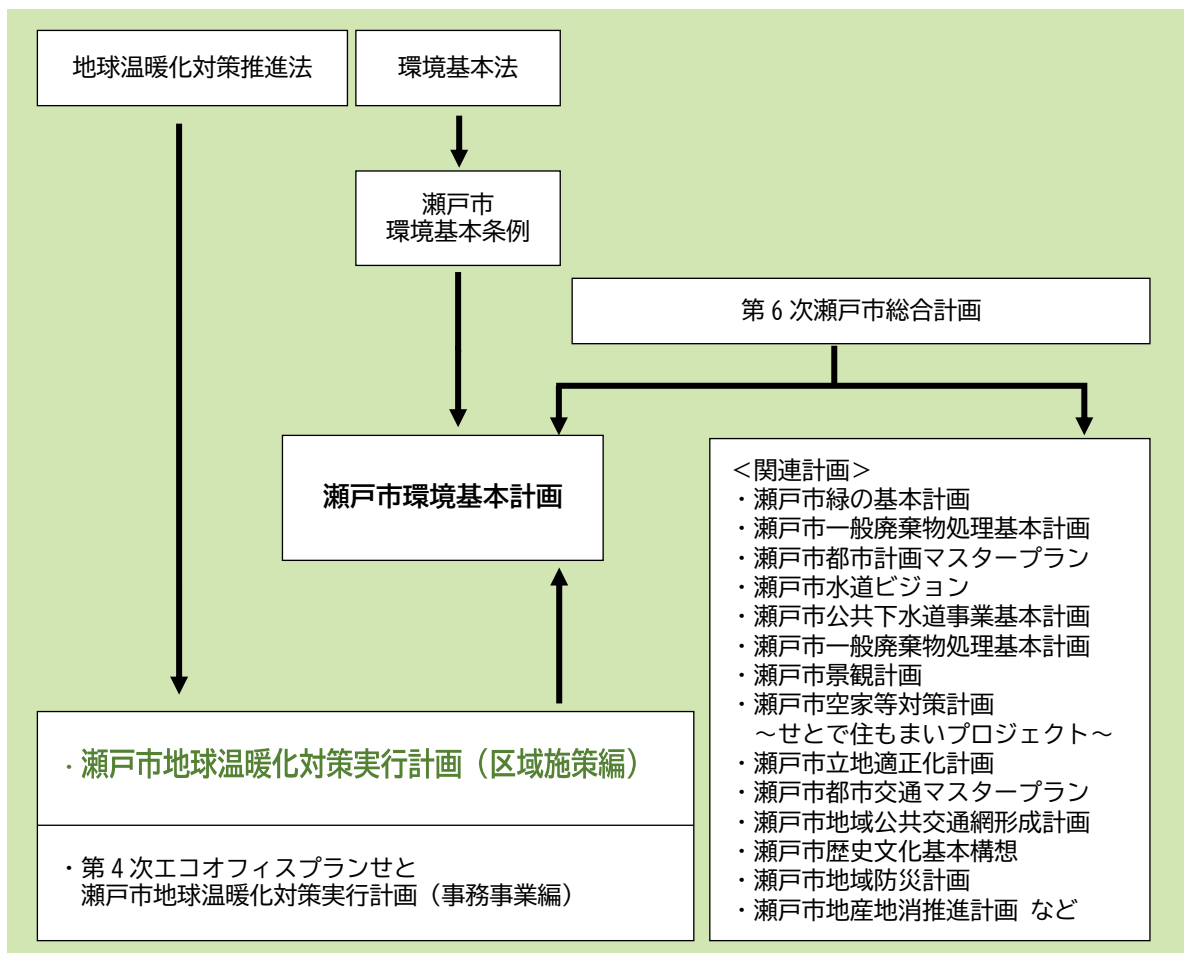 地球温暖化対策推進法
環境基本法
瀬戸市
環境基本条例
第6次瀬戸市総合計画
瀬戸市環境基本計画
＜関連計画＞
・瀬戸市緑の基本計画
・瀬戸市一般廃棄物処理基本計画
・瀬戸市都市計画マスタープラン
・瀬戸市水道ビジョン
・瀬戸市公共下水道事業基本計画
・瀬戸市一般廃棄物処理基本計画
・瀬戸市景観計画
・瀬戸市空家等対策計画
～せとで住もまいプロジェクト～
・瀬戸市立地適正化計画
・瀬戸市都市交通マスタープラン
・瀬戸市地域公共交通網形成計画
・瀬戸市歴史文化基本構想
・瀬戸市地域防災計画
・瀬戸市地産地消推進計画 など
・瀬戸市地球温暖化対策実行計画（区域施策編）
・第4次エコオフィスプランせと
瀬戸市地球温暖化対策実行計画（事務事業編）